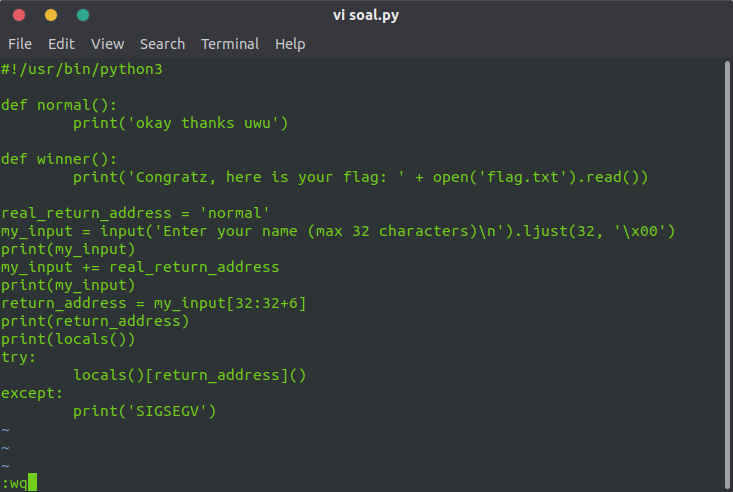 vi soal.py
File Edit View Search Terminal Help
#!/usr/bin/python3
def normal():
        print('okay thanks uwu')
def winner():
        print('Congratz, here is your flag: ' + open('flag.txt').read())
real_return_address = 'normal'
my_input = input('Enter your name (max 32 characters)\n').ljust(32, '\x00')
print(my_input)
my_input += real_return_address
print(my_input)
return_address = my_input[32:32+6]
print(return_address)
print(locals())
try:
        locals()[return_address]()
except:
        print('SIGSEGV')
~
~
~
:wq